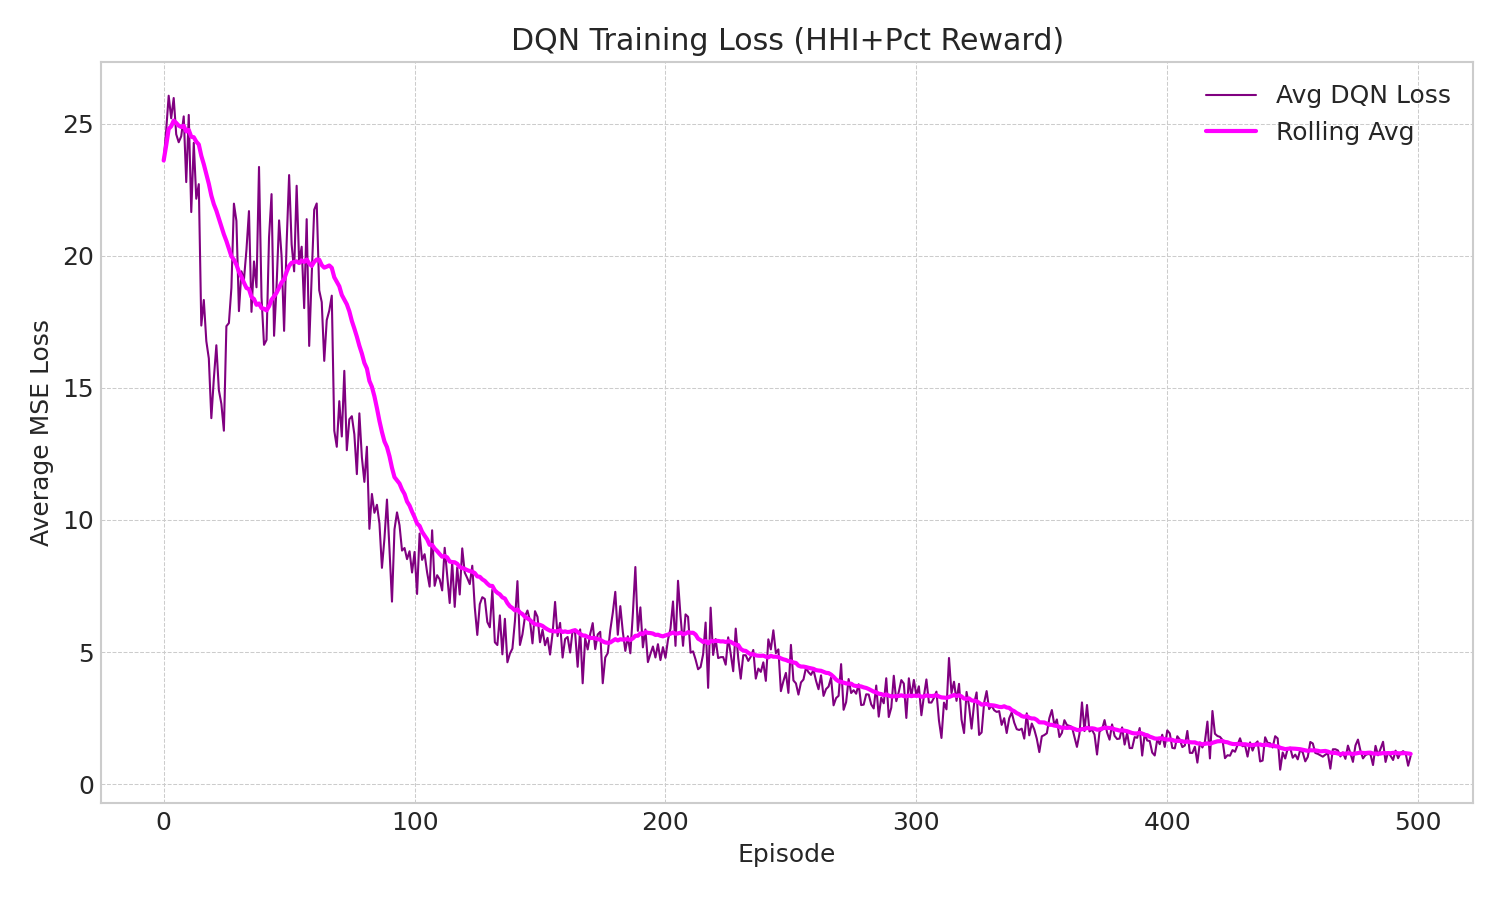 DQN Training Loss (HHI+Pct Reward)
Avg DQN Loss
Rolling Avg
Average MSE Loss
25
20
15
10
5
0
0 100 200 300 400 500
Episode